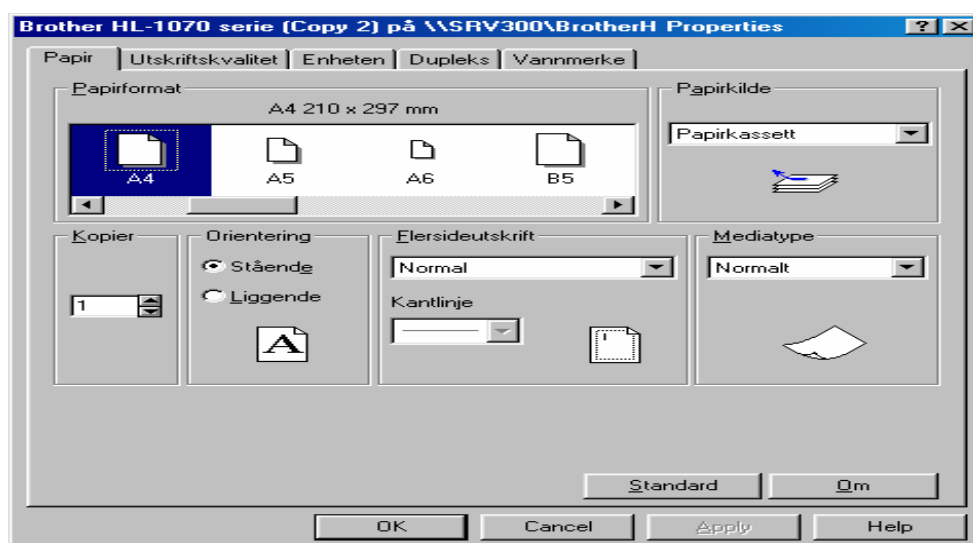 Brother HL-1070 serie (Copy 2) på \\SRV300\BrotherH Properties
Papir Utskriftskvalitet Enheten Dupleks Vannmerke
Papirformat
A4 210 x 297 mm
A4 A5 A6 B5
Papirkilde
Papirkassett
Kopier
1
Orientering
Stående
Liggende
A
Flersideutskrift
Normal
Kantlinje
Mediatype
Normalt
Standard Om
OK Cancel Apply Help